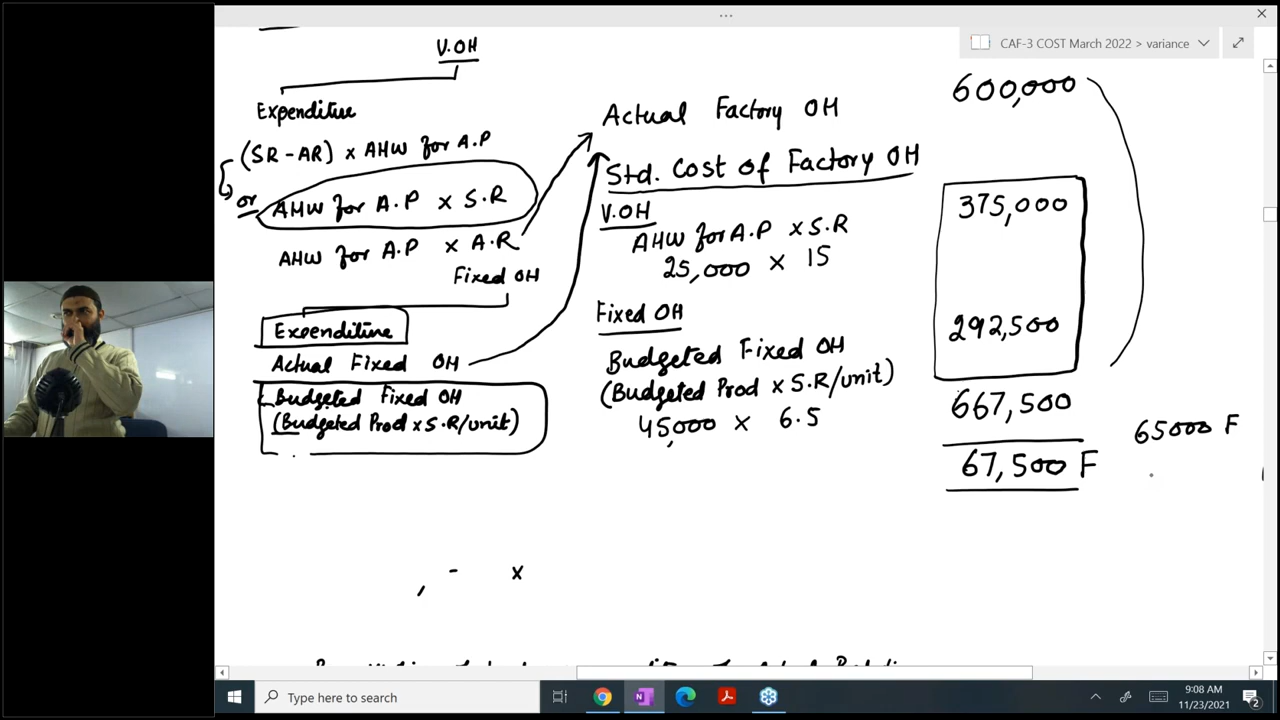 CAF-3 COST March 2022 > variance
V.OH
Expenditure
(SR-AR) x AHW for A.P
or AHW for A.P x S.R
AHW for A.P x A.R
Fixed OH
Expenditure
Actual Fixed OH
Budgeted Fixed OH
(Budgeted Prod x S.R/unit)
Actual Factory OH
Std. Cost of Factory OH
V.OH
AHW for A.P x S.R
25,000 x 15
Fixed OH
Budgeted Fixed OH
(Budgeted Prod x S.R/unit)
45,000 x 6.5
600,000
375,000
292,500
667,500
67,500 F
65000 F
, - x
Type here to search
9:08 AM
11/23/2021
2